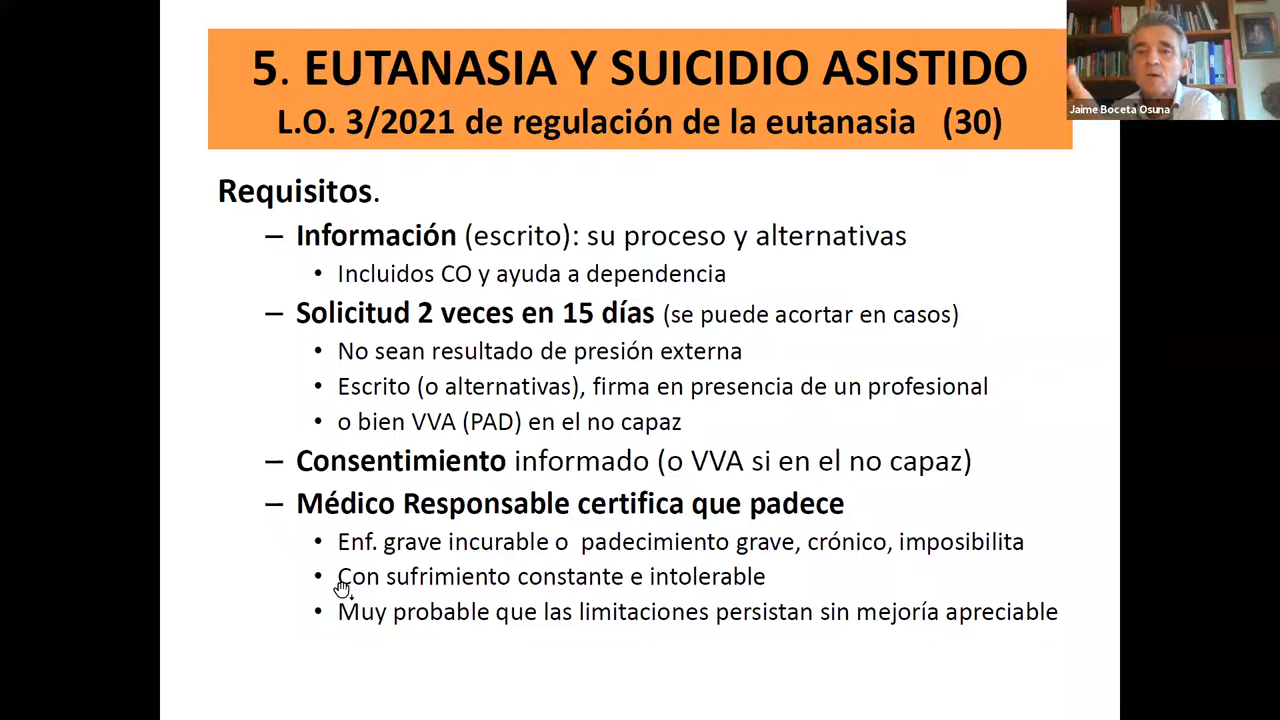 5. EUTANASIA Y SUICIDIO ASISTIDO
L.O. 3/2021 de regulación de la eutanasia (30)
Jaime Boceta Osuna
Requisitos.
– Información (escrito): su proceso y alternativas
• Incluidos CO y ayuda a dependencia
– Solicitud 2 veces en 15 días (se puede acortar en casos)
• No sean resultado de presión externa
• Escrito (o alternativas), firma en presencia de un profesional
• o bien VVA (PAD) en el no capaz
– Consentimiento informado (o VVA si en el no capaz)
– Médico Responsable certifica que padece
• Enf. grave incurable o padecimiento grave, crónico, imposibilita
• Con sufrimiento constante e intolerable
• Muy probable que las limitaciones persistan sin mejoría apreciable